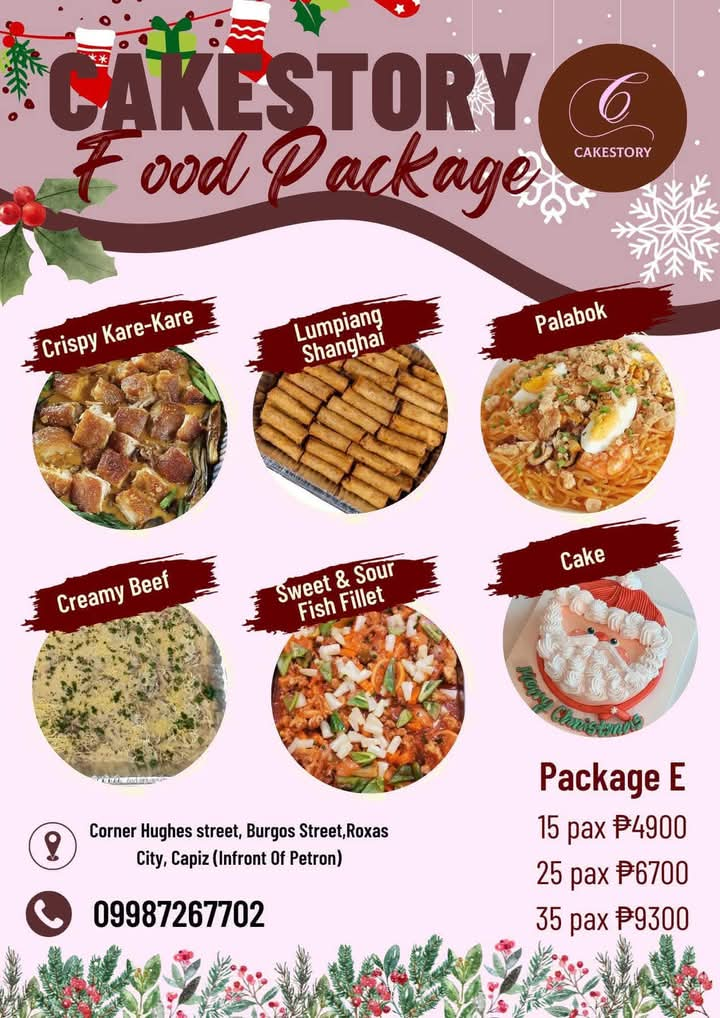 CAKESTORY
Food Package
C
CAKESTORY
Crispy Kare-Kare
Lumpiang
Shanghai
Palabok
Creamy Beef
Sweet & Sour
Fish Fillet
Cake
Merry Christmas
Package E
15 pax ₱4900
25 pax ₱6700
35 pax ₱9300
Corner Hughes street, Burgos Street,Roxas
City, Capiz (Infront Of Petron)
09987267702